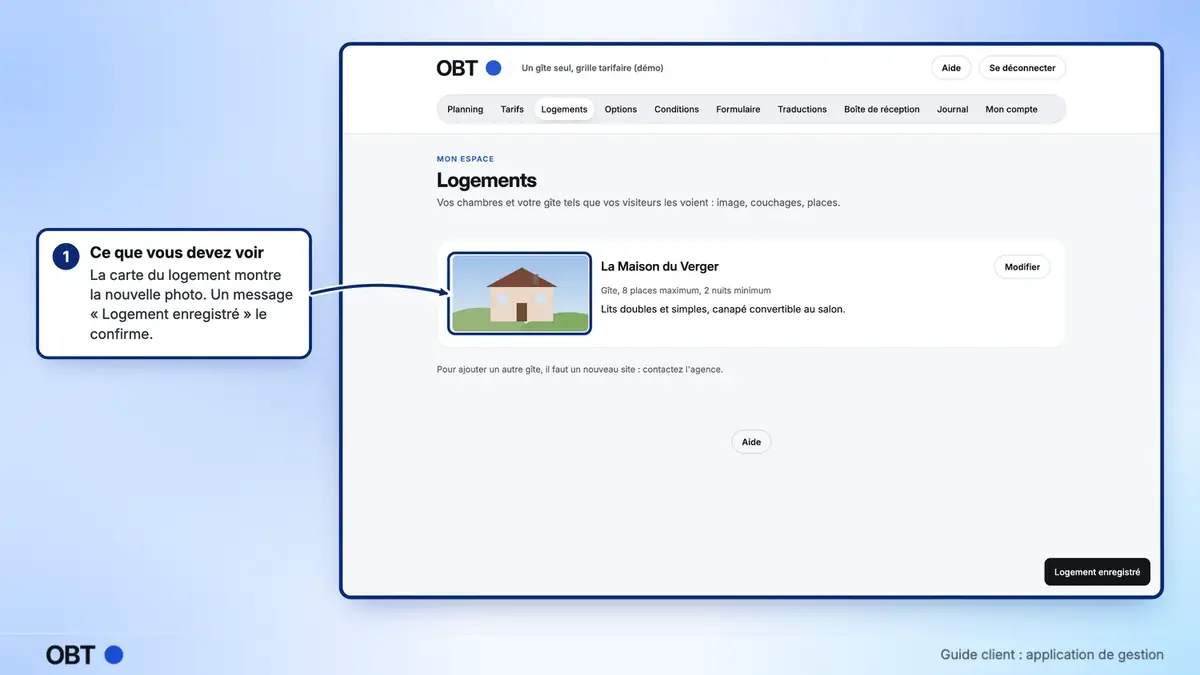 OBT
Un gîte seul, grille tarifaire (démo)
Aide
Se déconnecter
Planning
Tarifs
Logements
Options
Conditions
Formulaire
Traductions
Boîte de réception
Journal
Mon compte
MON ESPACE
Logements
Vos chambres et votre gîte tels que vos visiteurs les voient : image, couchages, places.
1
Ce que vous devez voir
La carte du logement montre
la nouvelle photo. Un message
« Logement enregistré » le
confirme.
La Maison du Verger
Modifier
Gîte, 8 places maximum, 2 nuits minimum
Lits doubles et simples, canapé convertible au salon.
Pour ajouter un autre gîte, il faut un nouveau site : contactez l'agence.
Aide
Logement enregistré
OBT
Guide client : application de gestion